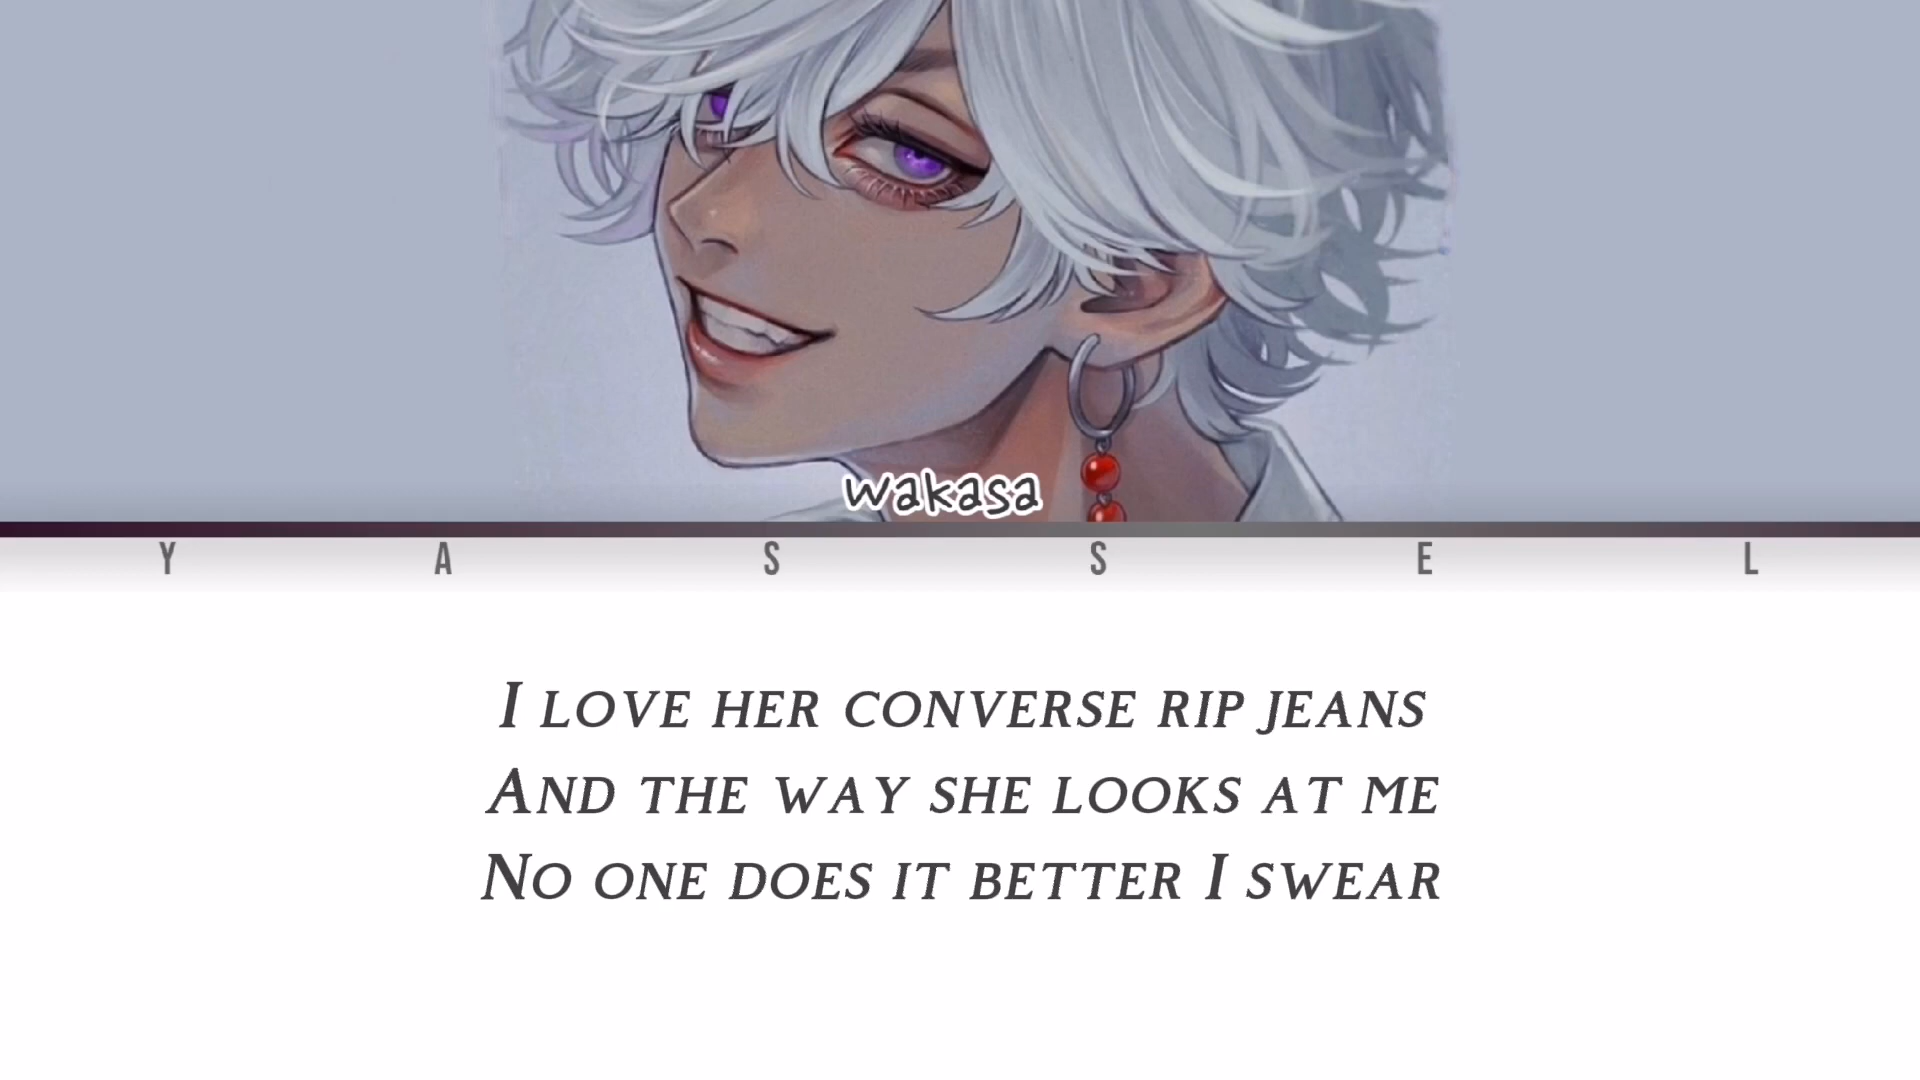 wakasa
Y A S S E L
I LOVE HER CONVERSE RIP JEANS
AND THE WAY SHE LOOKS AT ME
NO ONE DOES IT BETTER I SWEAR